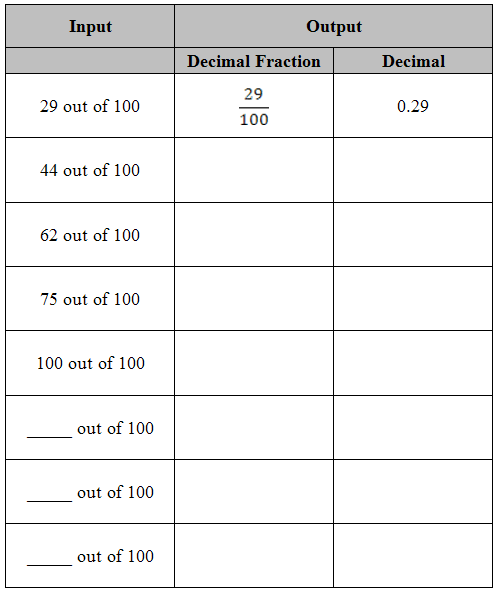 Input Output
Decimal Fraction Decimal
29 out of 100 29/100 0.29
44 out of 100
62 out of 100
75 out of 100
100 out of 100
_____ out of 100
_____ out of 100
_____ out of 100